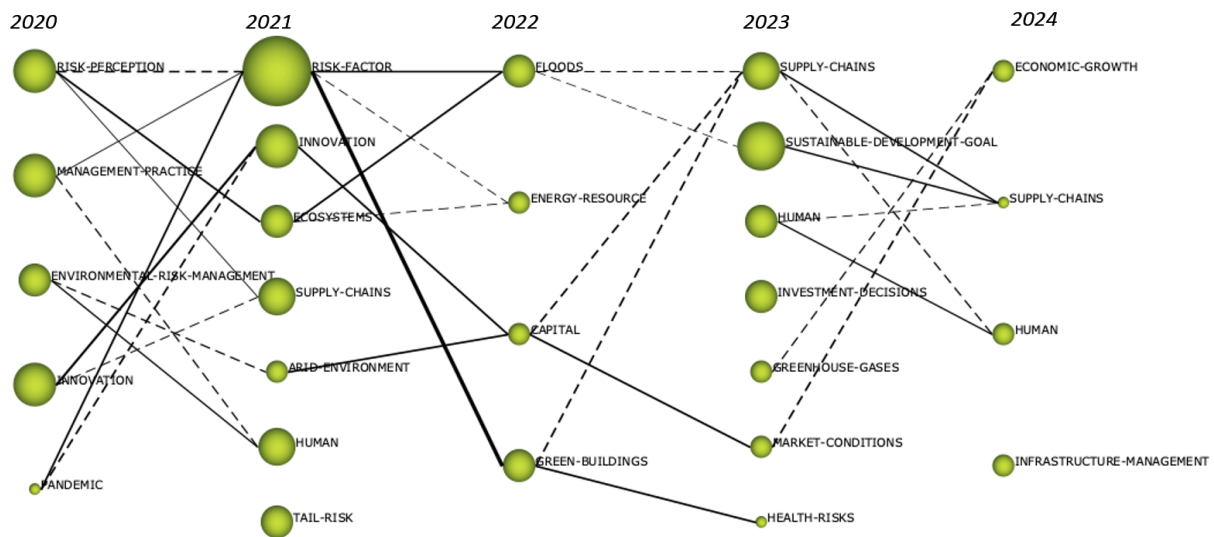 2020
2021
2022
2023
2024
RISK-PERCEPTION
RISK-FACTOR
FLOODS
SUPPLY-CHAINS
ECONOMIC-GROWTH
INNOVATION
SUSTAINABLE-DEVELOPMENT-GOAL
MANAGEMENT-PRACTICE
ECOSYSTEMS
ENERGY-RESOURCE
HUMAN
SUPPLY-CHAINS
ENVIRONMENTAL-RISK-MANAGEMENT
SUPPLY-CHAINS
INVESTMENT-DECISIONS
CAPITAL
HUMAN
INNOVATION
ARID-ENVIRONMENT
GREENHOUSE-GASES
HUMAN
MARKET-CONDITIONS
GREEN-BUILDINGS
INFRASTRUCTURE-MANAGEMENT
PANDEMIC
TAIL-RISK
HEALTH-RISKS